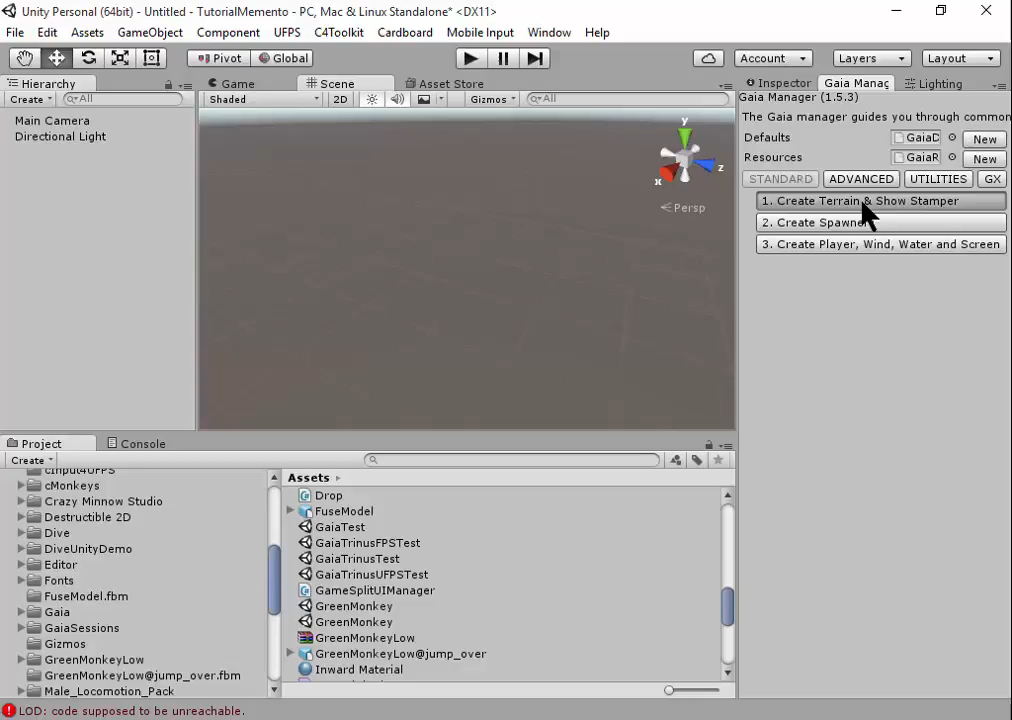 Unity Personal (64bit) - Untitled - TutorialMemento - PC, Mac & Linux Standalone* <DX11>
File Edit Assets GameObject Component UFPS C4Toolkit Cardboard Mobile Input Window Help
Pivot Global Account Layers Layout
Hierarchy Game Scene Asset Store Inspector Gaia Manag Lighting
Create All Shaded 2D Gizmos All Gaia Manager (1.5.3)
Main Camera
Directional Light
y
x
z
Persp
The Gaia manager guides you through common
Defaults GaiaD New
Resources GaiaR New
STANDARD ADVANCED UTILITIES GX
1. Create Terrain & Show Stamper
2. Create Spawner
3. Create Player, Wind, Water and Screen
Project Console
Create
cInput4UFPS
cMonkeys
Crazy Minnow Studio
Destructible 2D
Dive
DiveUnityDemo
Editor
Fonts
FuseModel.fbm
Gaia
GaiaSessions
Gizmos
GreenMonkeyLow
GreenMonkeyLow@jump_over.fbm
Male_Locomotion_Pack
Assets
Drop
FuseModel
GaiaTest
GaiaTrinusFPSTest
GaiaTrinusTest
GaiaTrinusUFPSTest
GameSplitUIManager
GreenMonkey
GreenMonkey
GreenMonkeyLow
GreenMonkeyLow@jump_over
Inward Material
LOD: code supposed to be unreachable.